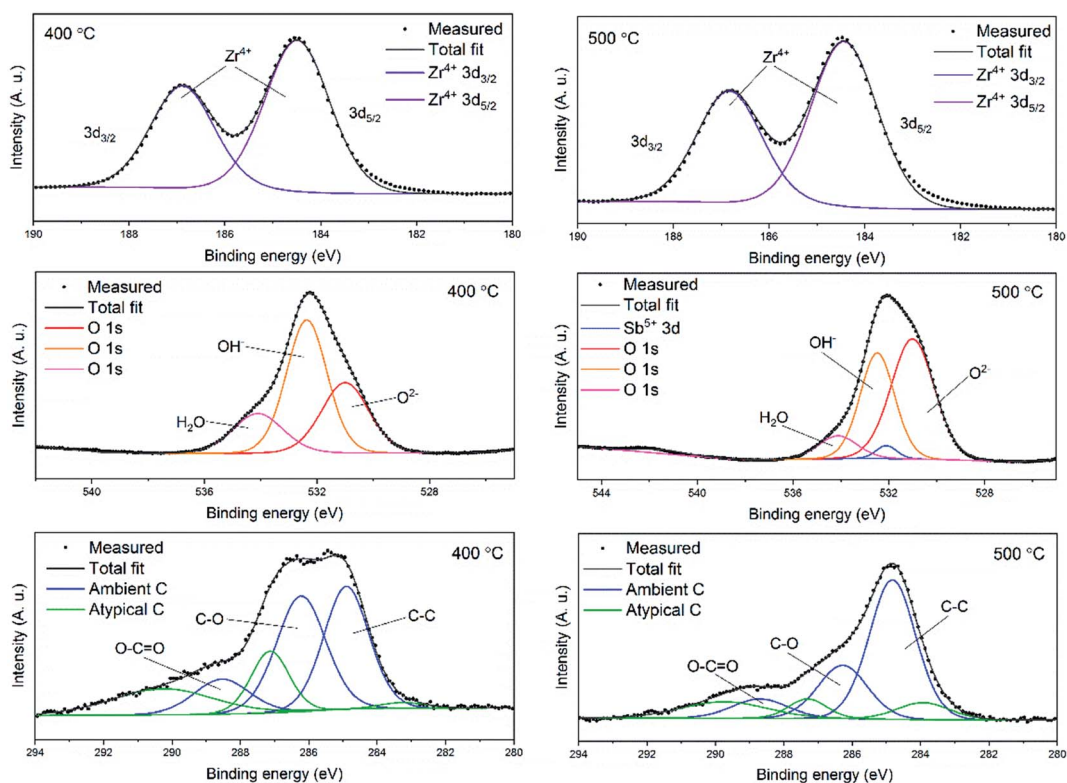 400 °C
Zr⁴⁺
Measured
Total fit
Zr⁴⁺ 3d₃/₂
Zr⁴⁺ 3d₅/₂
3d₃/₂
3d₅/₂
Intensity (A. u.)
190 188 186 184 182 180
Binding energy (eV)
500 °C
Zr⁴⁺
Measured
Total fit
Zr⁴⁺ 3d₃/₂
Zr⁴⁺ 3d₅/₂
3d₃/₂
3d₅/₂
Intensity (A. u.)
190 188 186 184 182 180
Binding energy (eV)
Measured
Total fit
O 1s
O 1s
O 1s
400 °C
OH⁻
O²⁻
H₂O
Intensity (A. u.)
540 536 532 528
Binding energy (eV)
Measured
Total fit
Sb⁵⁺ 3d
O 1s
O 1s
O 1s
500 °C
OH⁻
O²⁻
H₂O
Intensity (A. u.)
544 540 536 532 528
Binding energy (eV)
Measured
Total fit
Ambient C
Atypical C
400 °C
C-O
C-C
O-C=O
Intensity (A. u.)
294 292 290 288 286 284 282 280
Binding energy (eV)
Measured
Total fit
Ambient C
Atypical C
500 °C
C-C
C-O
O-C=O
Intensity (A. u.)
294 292 290 288 286 284 282 280
Binding energy (eV)